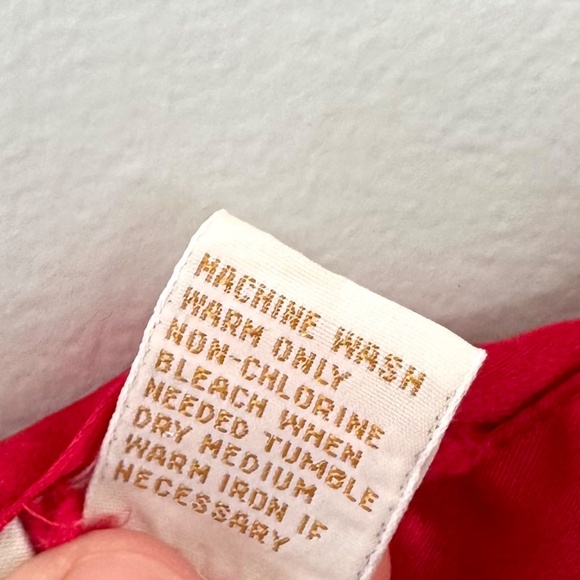 MACHINE WASH
WARM ONLY
NON-CHLORINE
BLEACH WHEN
NEEDED TUMBLE
DRY MEDIUM
WARM IRON IF
NECESSARY